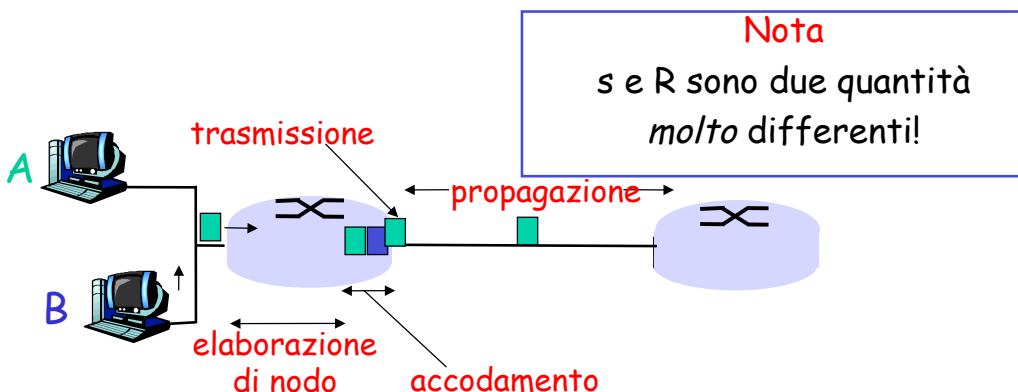 Nota
s e R sono due quantità
molto differenti!
trasmissione
A
propagazione
B
elaborazione
di nodo
accodamento